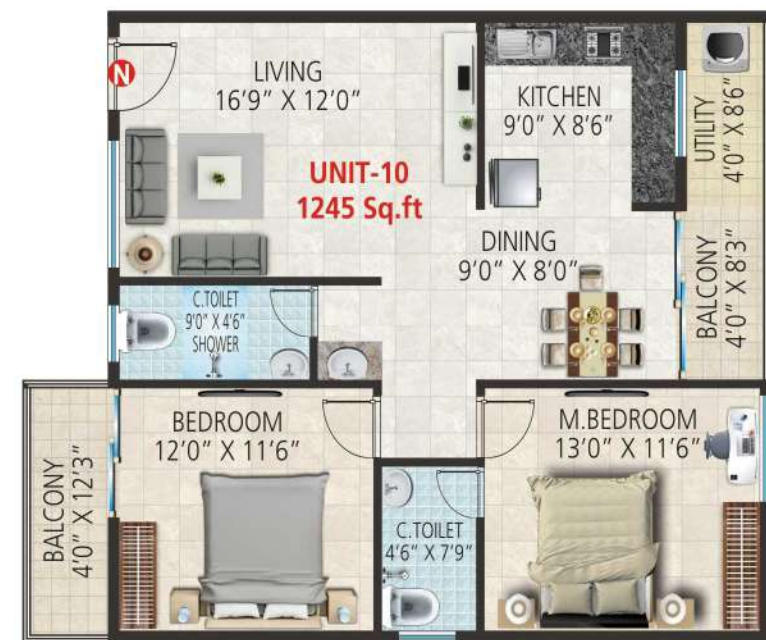 N
LIVING
16'9" X 12'0"
UNIT-10
1245 Sq.ft
KITCHEN
9'0" X 8'6"
UTILITY
4'0" X 8'6"
DINING
9'0" X 8'0"
BALCONY
4'0" X 8'3"
C.TOILET
9'0" X 4'6"
SHOWER
BEDROOM
12'0" X 11'6"
M.BEDROOM
13'0" X 11'6"
BALCONY
4'0" X 12'3"
C.TOILET
4'6" X 7'9"